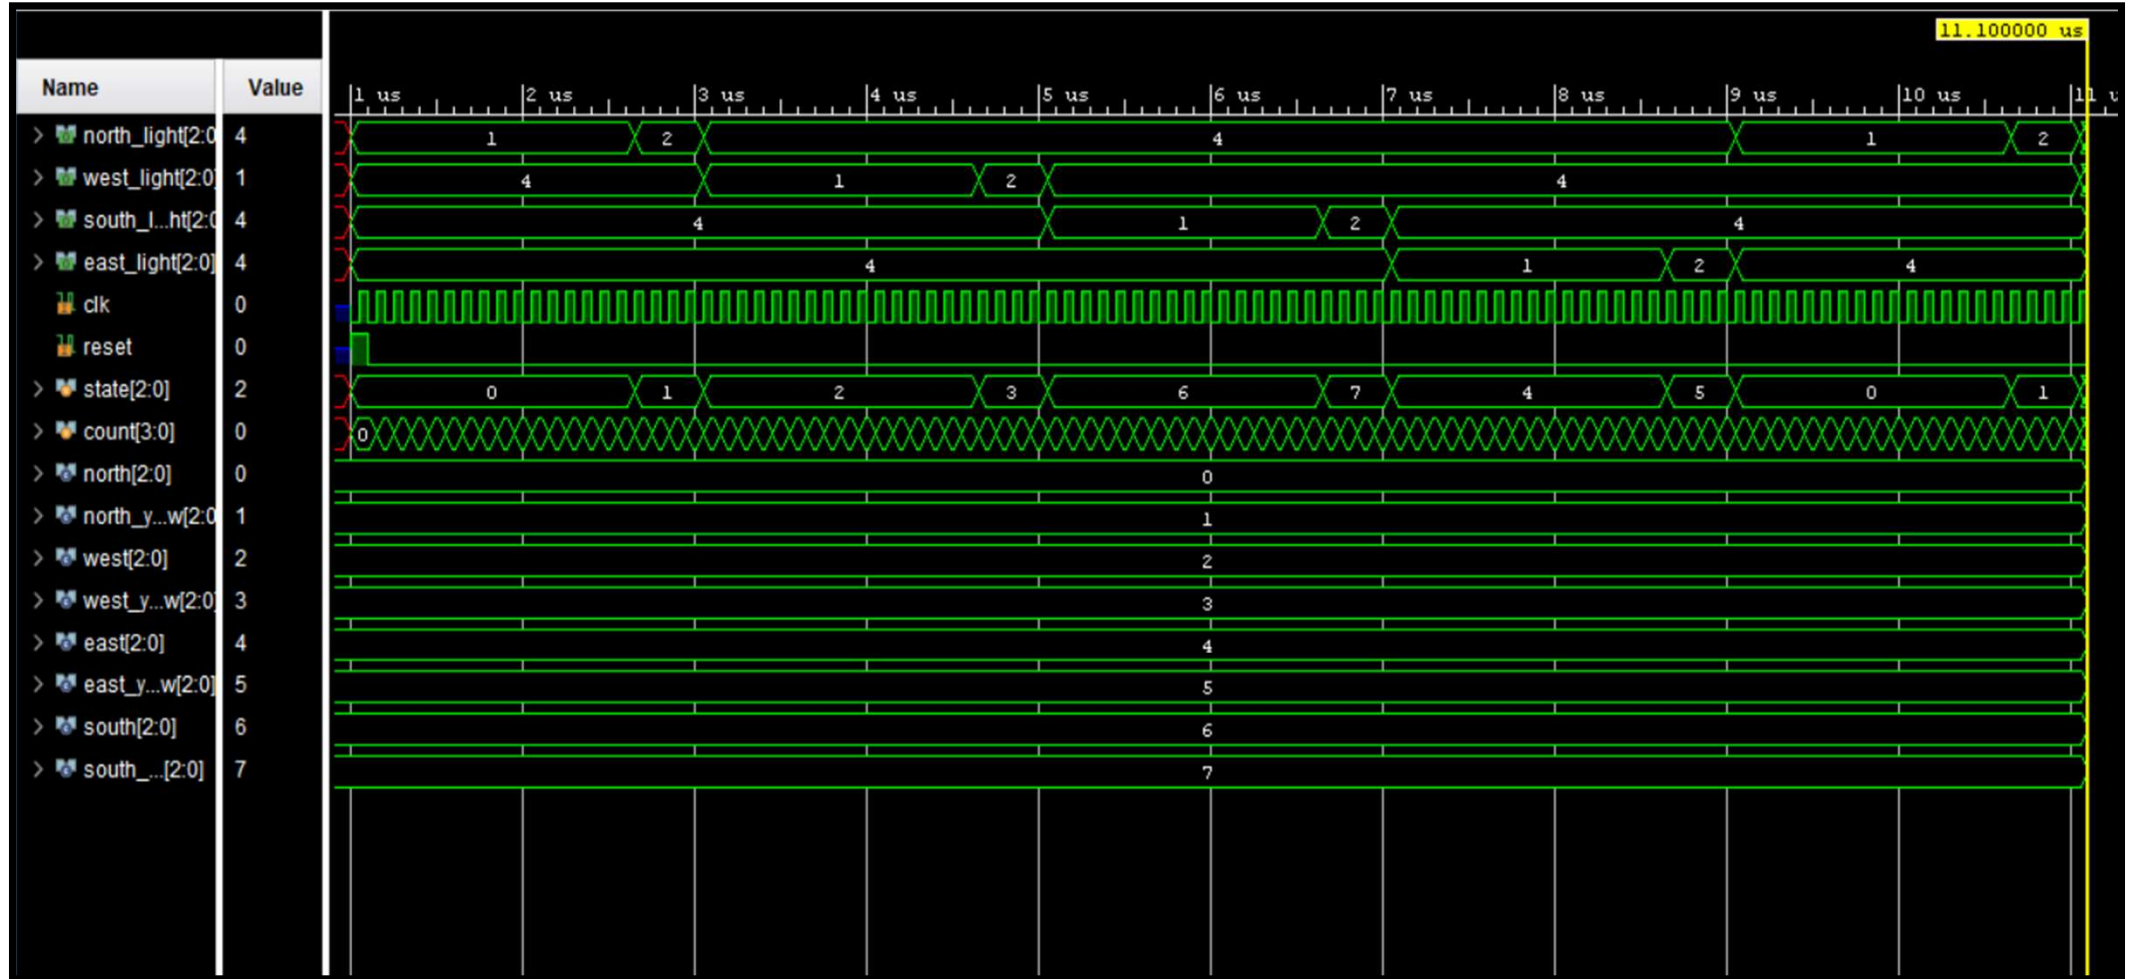 11.100000 us
Name Value
1 us 2 us 3 us 4 us 5 us 6 us 7 us 8 us 9 us 10 us 11 u
north_light[2:0 4 1 2 4 1 2
west_light[2:0] 1 4 1 2 4
south_l...ht[2:0 4 4 1 2 4
east_light[2:0] 4 4 1 2 4
clk 0
reset 0
state[2:0] 2 0 1 2 3 6 7 4 5 0 1
count[3:0] 0 0
north[2:0] 0 0
north_y...w[2:0 1 1
west[2:0] 2 2
west_y...w[2:0] 3 3
east[2:0] 4 4
east_y...w[2:0] 5 5
south[2:0] 6 6
south_...[2:0] 7 7